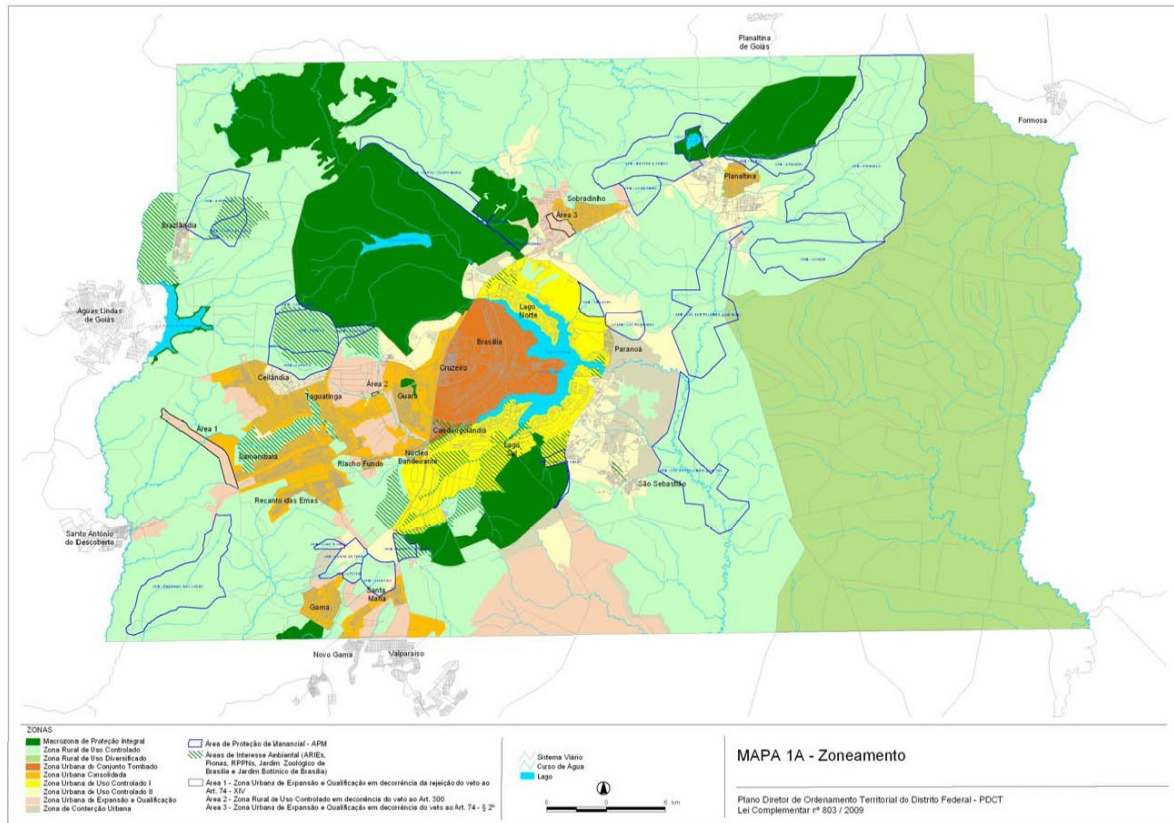 Planaltina
de Goiás
Formosa
Planaltina
Sobradinho
Área 3
Brazlândia
Águas Lindas
de Goiás
Lago
Norte
Brasília
Paranoá
Cruzeiro
Ceilândia
Área 2
Taguatinga
Guará
Área 1
Candangolândia
Samambaia
Núcleo
Bandeirante
Lago
Sul
Riacho Fundo
São Sebastião
Recanto das Emas
Santo Antônio
do Descoberto
Santa
Maria
Gama
Novo Gama
Valparaíso
ZONAS
Macrozona de Proteção Integral
Zona Rural de Uso Controlado
Zona Rural de Uso Diversificado
Zona Urbana do Conjunto Tombado
Zona Urbana Consolidada
Zona Urbana de Uso Controlado I
Zona Urbana de Uso Controlado II
Zona Urbana de Expansão e Qualificação
Zona de Contenção Urbana
Área de Proteção de Manancial - APM
Áreas de Interesse Ambiental (ARIEs,
Flonas, RPPNs, Jardim Zoológico de
Brasília e Jardim Botânico de Brasília)
Área 1 - Zona Urbana de Expansão e Qualificação em decorrência da rejeição do veto ao
Art. 74 - XIV
Área 2 - Zona Rural de Uso Controlado em decorrência do veto ao Art. 300
Área 3 - Zona Urbana de Expansão e Qualificação em decorrência do veto ao Art. 74 - § 2º
Sistema Viário
Curso de Água
Lago
5 0 5 km
MAPA 1A - Zoneamento
Plano Diretor de Ordenamento Territorial do Distrito Federal - PDOT
Lei Complementar nº 803 / 2009